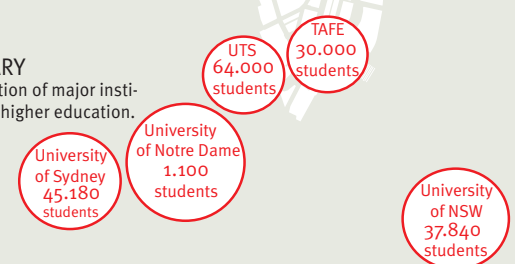 RY
tion of major insti-
higher education.
UTS
64.000
students
TAFE
30.000
students
University
of Sydney
45.180
students
University
of Notre Dame
1.100
students
University
of NSW
37.840
students